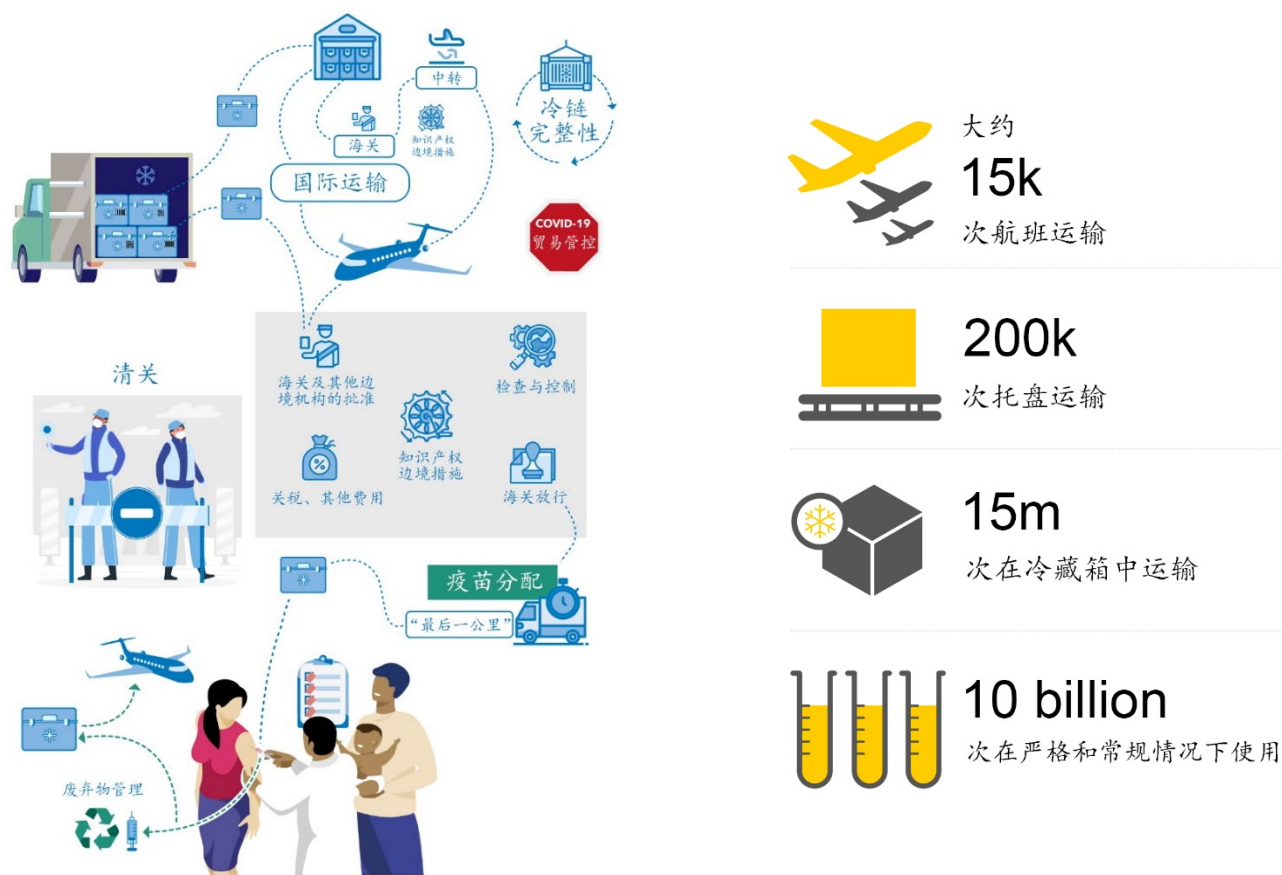 中转
海关
知识产权
边境措施
冷链
完整性
国际运输
COVID-19
贸易管控
清关
海关及其他边
境机构的批准
检查与控制
知识产权
边境措施
关税、其他费用
海关放行
疫苗分配
“最后一公里”
废弃物管理
大约
15k
次航班运输
200k
次托盘运输
15m
次在冷藏箱中运输
10 billion
次在严格和常规情况下使用